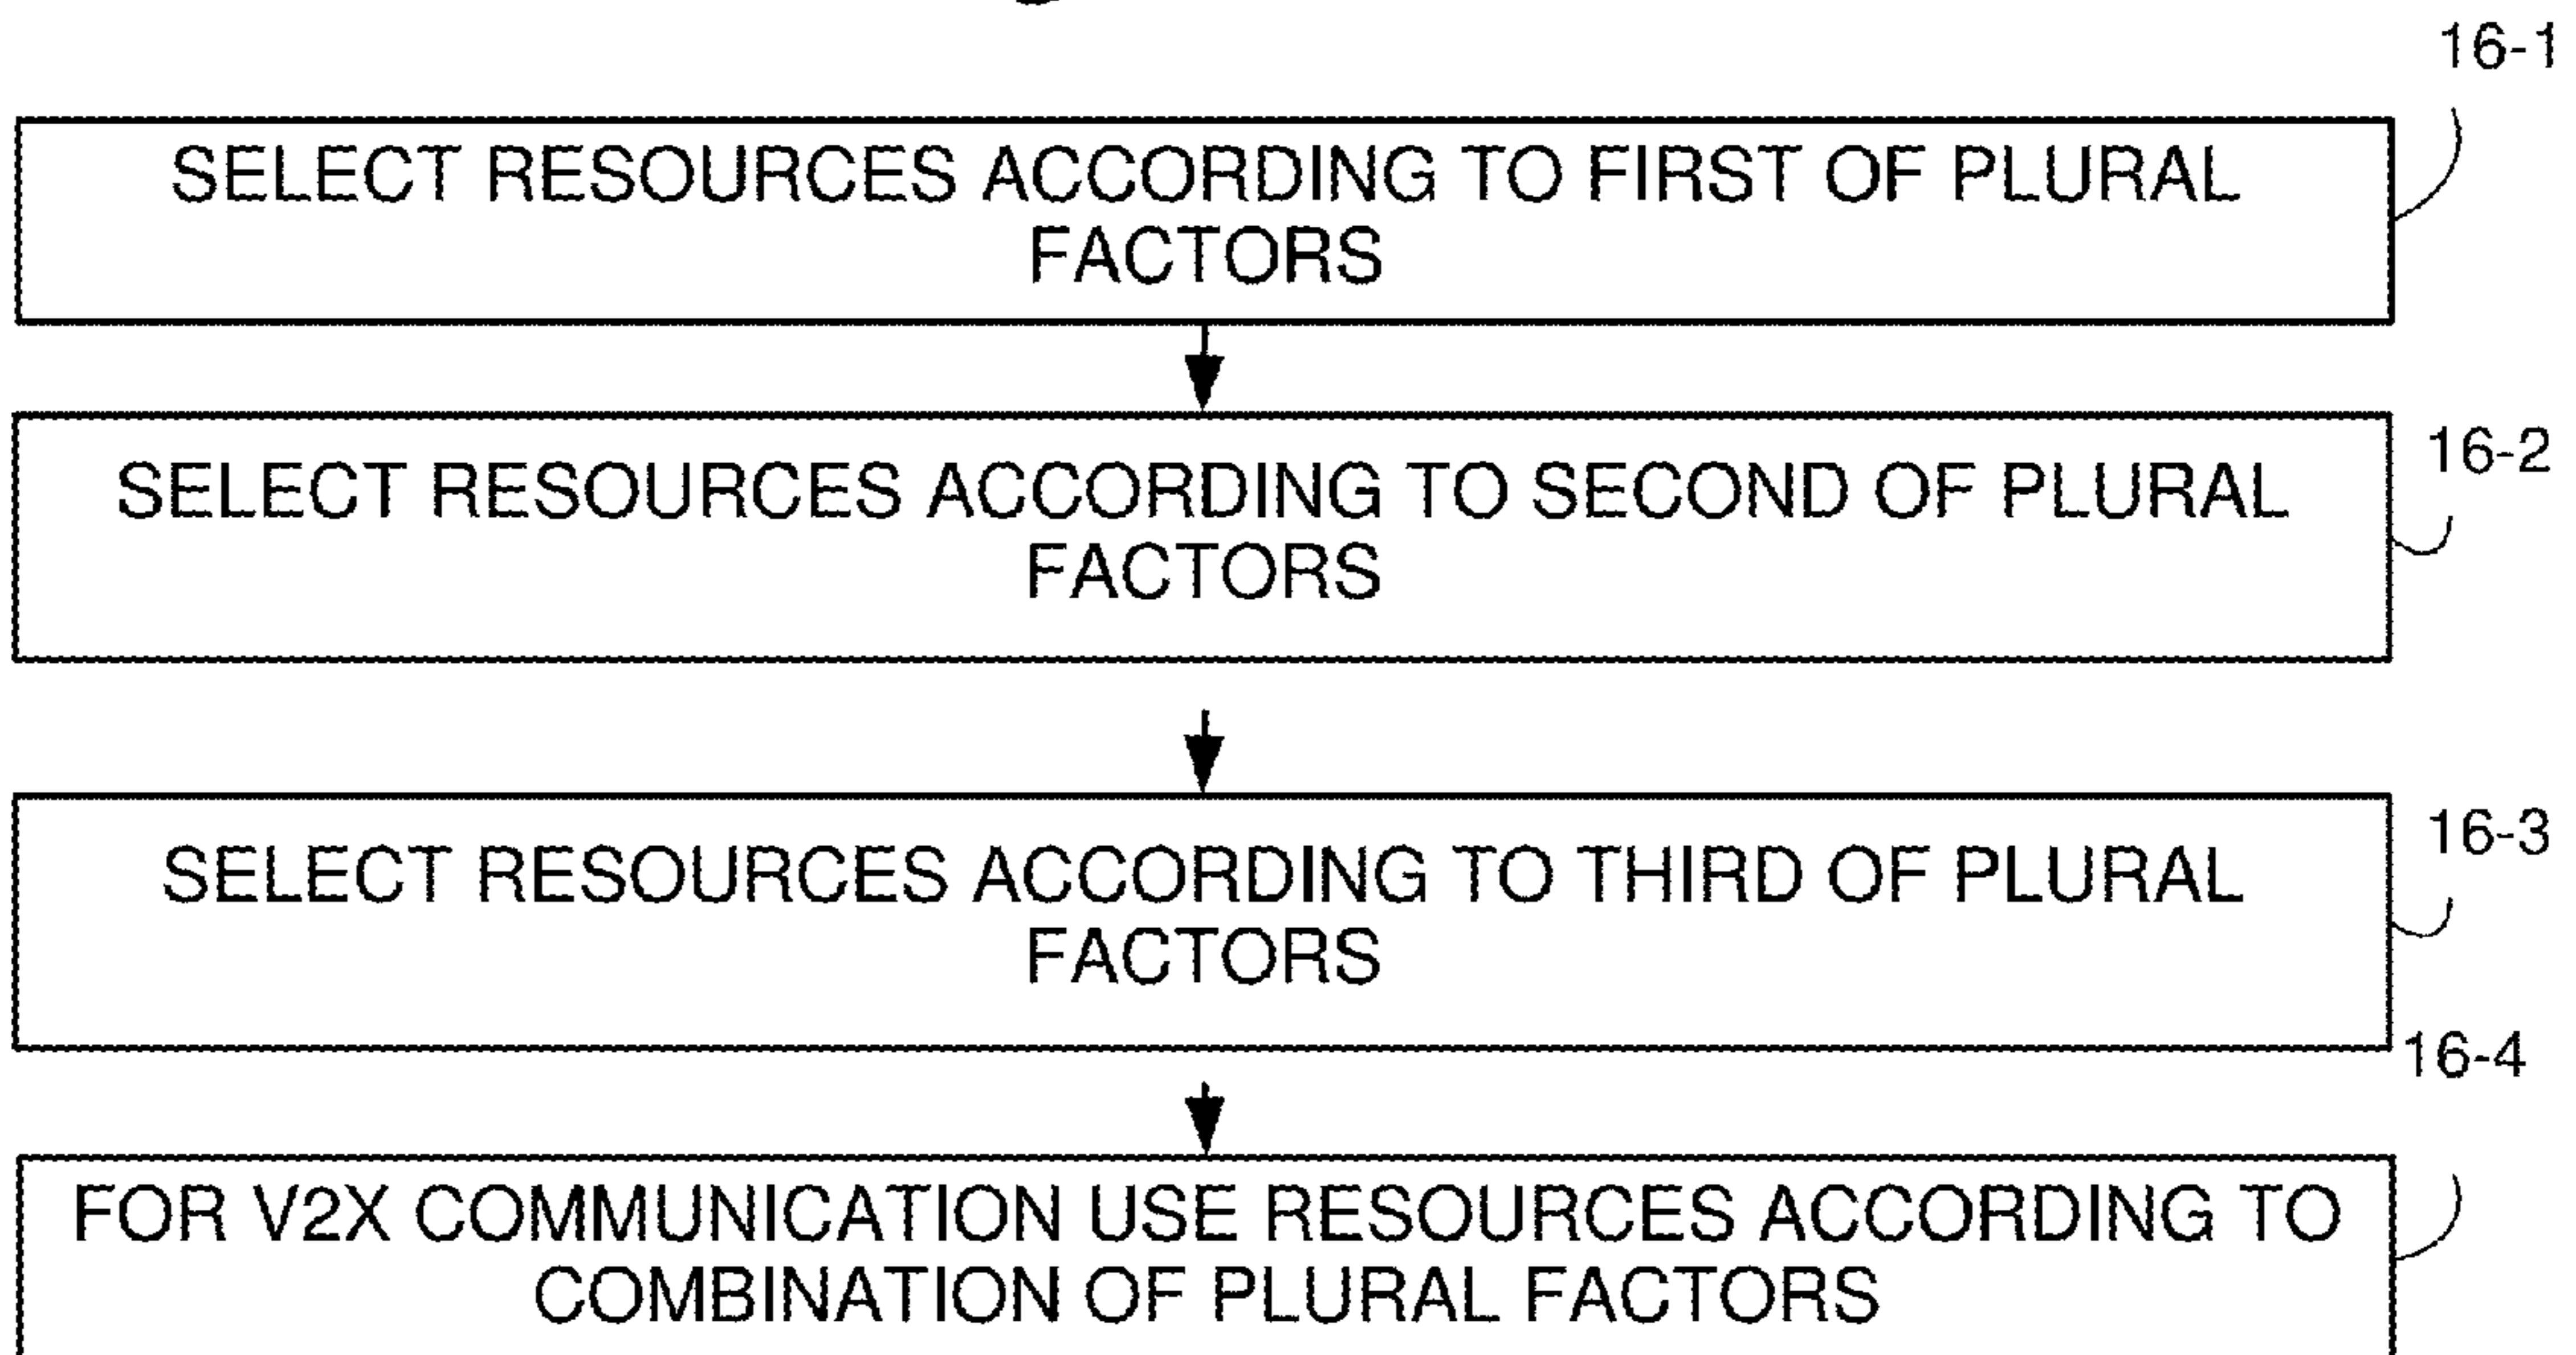 16-1
SELECT RESOURCES ACCORDING TO FIRST OF PLURAL
FACTORS
16-2
SELECT RESOURCES ACCORDING TO SECOND OF PLURAL
FACTORS
16-3
SELECT RESOURCES ACCORDING TO THIRD OF PLURAL
FACTORS
16-4
FOR V2X COMMUNICATION USE RESOURCES ACCORDING TO
COMBINATION OF PLURAL FACTORS